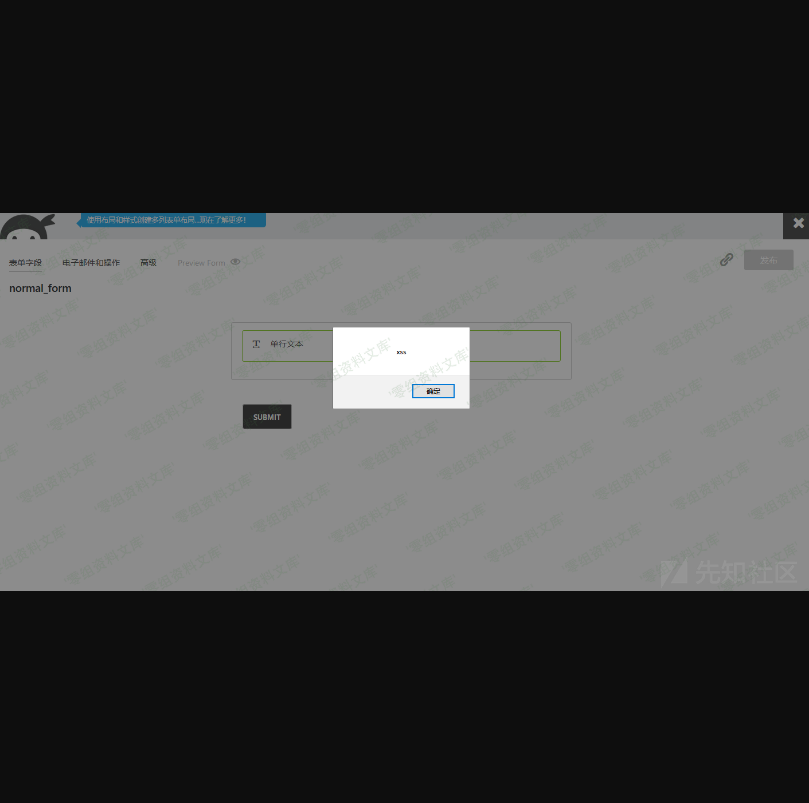 使用布局和样式创建多列表单布局...现在了解更多!
表单字段
电子邮件和操作
高级
Preview Form
发布
normal_form
单行文本
xss
确定
SUBMIT
零组资料文库
先知社区